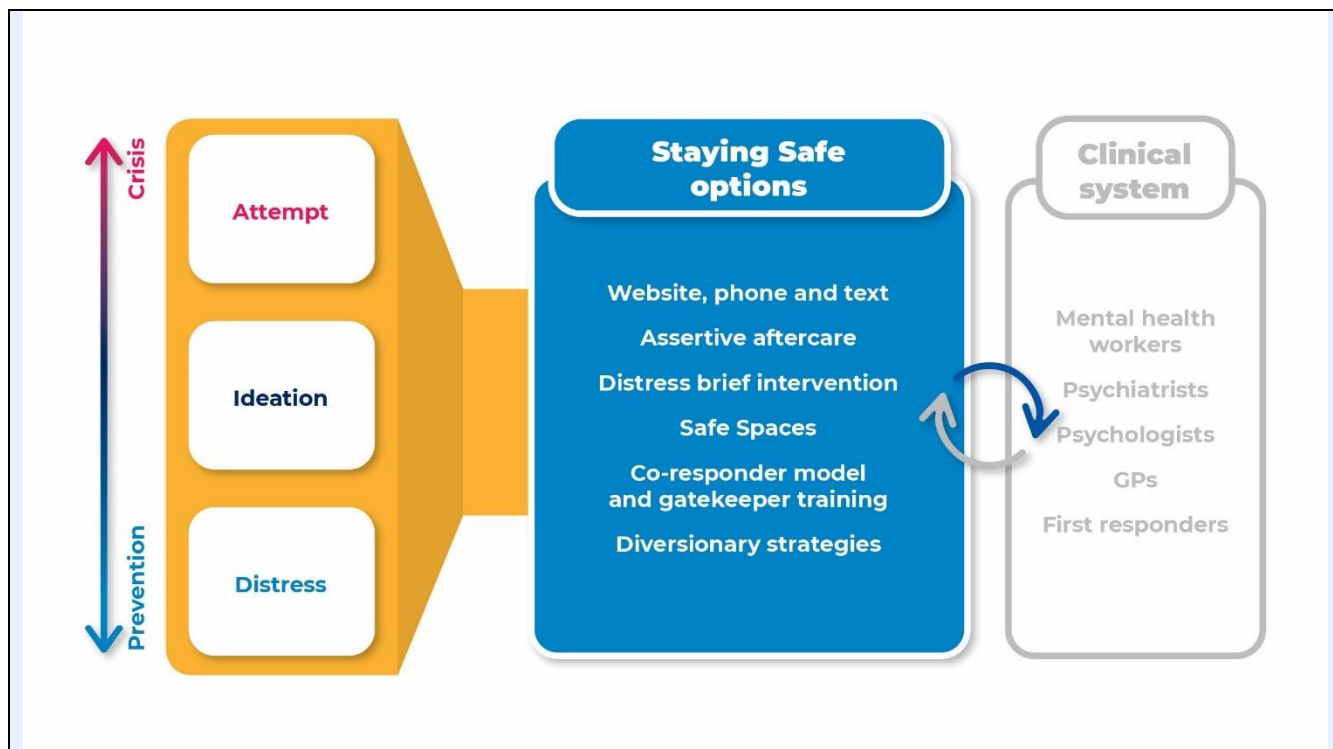 Crisis
Prevention
Attempt
Ideation
Distress
Staying Safe
options
Website, phone and text
Assertive aftercare
Distress brief intervention
Safe Spaces
Co-responder model
and gatekeeper training
Diversionary strategies
Clinical
system
Mental health
workers
Psychiatrists
Psychologists
GPs
First responders